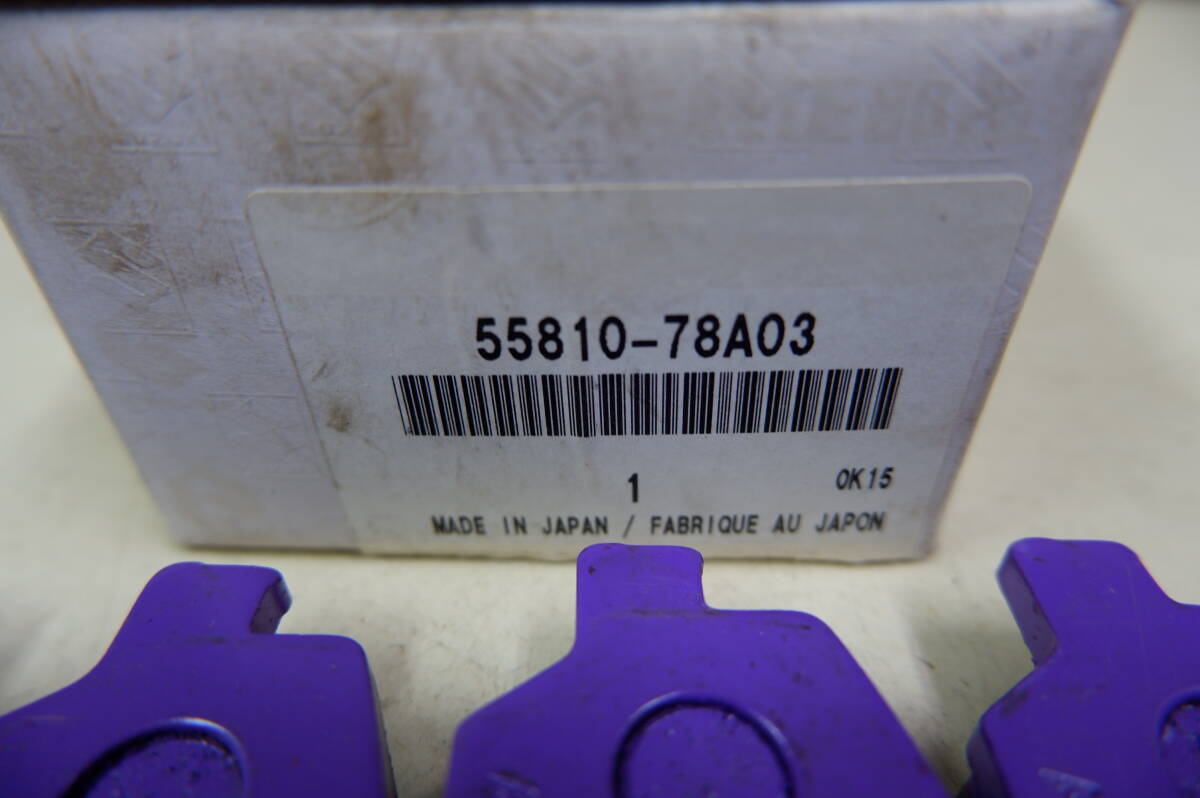 55810-78A03
1
0K15
MADE IN JAPAN / FABRIQUE AU JAPON